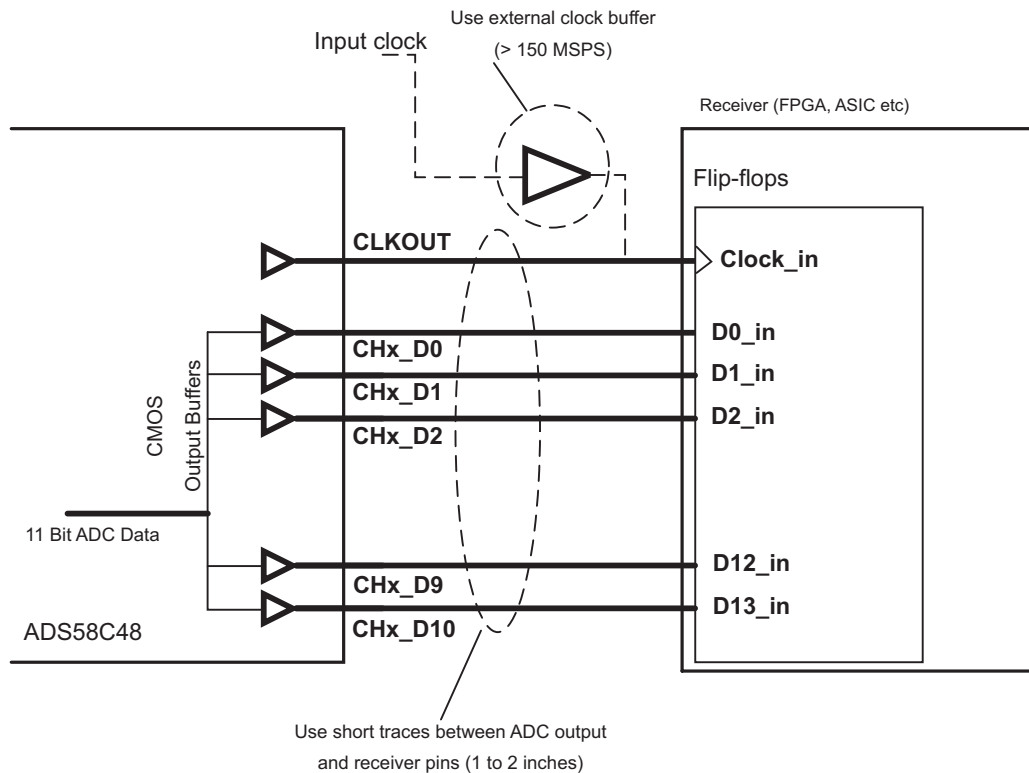 Use external clock buffer
(> 150 MSPS)
Input clock
Receiver (FPGA, ASIC etc)
Flip-flops
CLKOUT
Clock_in
CHx_D0
D0_in
CHx_D1
D1_in
CHx_D2
D2_in
CMOS
Output Buffers
11 Bit ADC Data
CHx_D9
D12_in
CHx_D10
D13_in
ADS58C48
Use short traces between ADC output
and receiver pins (1 to 2 inches)